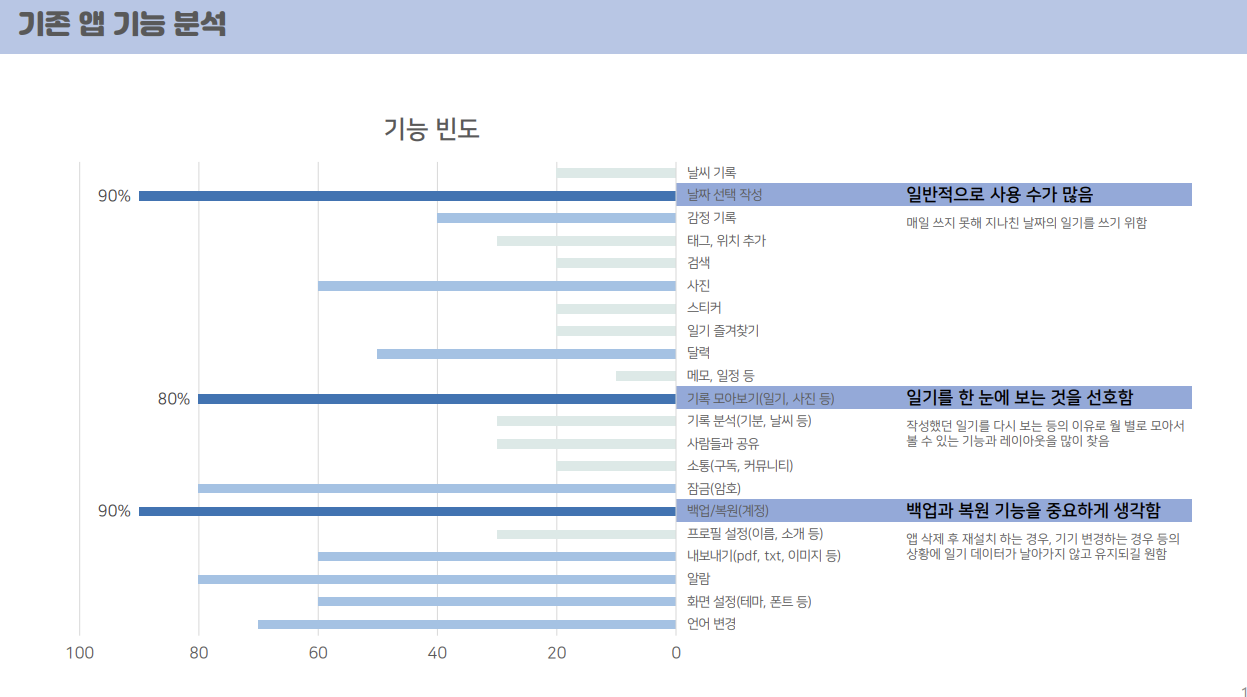 기존 앱 기능 분석
기능 빈도
날씨 기록
90% 날짜 선택 작성 일반적으로 사용 수가 많음
감정 기록 매일 쓰지 못해 지나친 날짜의 일기를 쓰기 위함
태그, 위치 추가
검색
사진
스티커
일기 즐겨찾기
달력
메모, 일정 등
80% 기록 모아보기(일기, 사진 등) 일기를 한 눈에 보는 것을 선호함
기록 분석(기분, 날씨 등) 작성했던 일기를 다시 보는 등의 이유로 월 별로 모아서
사람들과 공유 볼 수 있는 기능과 레이아웃을 많이 찾음
소통(구독, 커뮤니티)
잠금(암호)
90% 백업/복원(계정) 백업과 복원 기능을 중요하게 생각함
프로필 설정(이름, 소개 등) 앱 삭제 후 재설치 하는 경우, 기기 변경하는 경우 등의
내보내기(pdf, txt, 이미지 등) 상황에 일기 데이터가 날아가지 않고 유지되길 원함
알람
화면 설정(테마, 폰트 등)
언어 변경
100 80 60 40 20 0
1